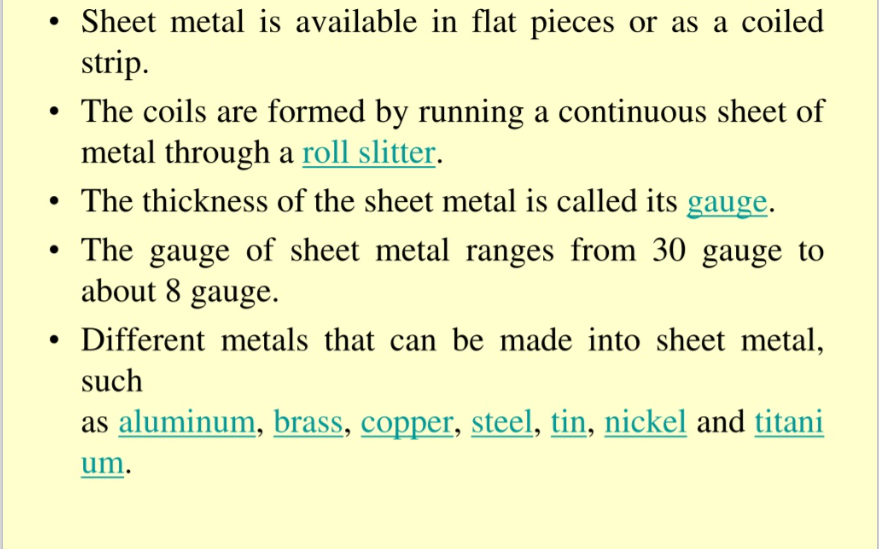 • Sheet metal is available in flat pieces or as a coiled
strip.
• The coils are formed by running a continuous sheet of
metal through a roll slitter.
• The thickness of the sheet metal is called its gauge.
• The gauge of sheet metal ranges from 30 gauge to
about 8 gauge.
• Different metals that can be made into sheet metal,
such
as aluminum, brass, copper, steel, tin, nickel and titani
um.